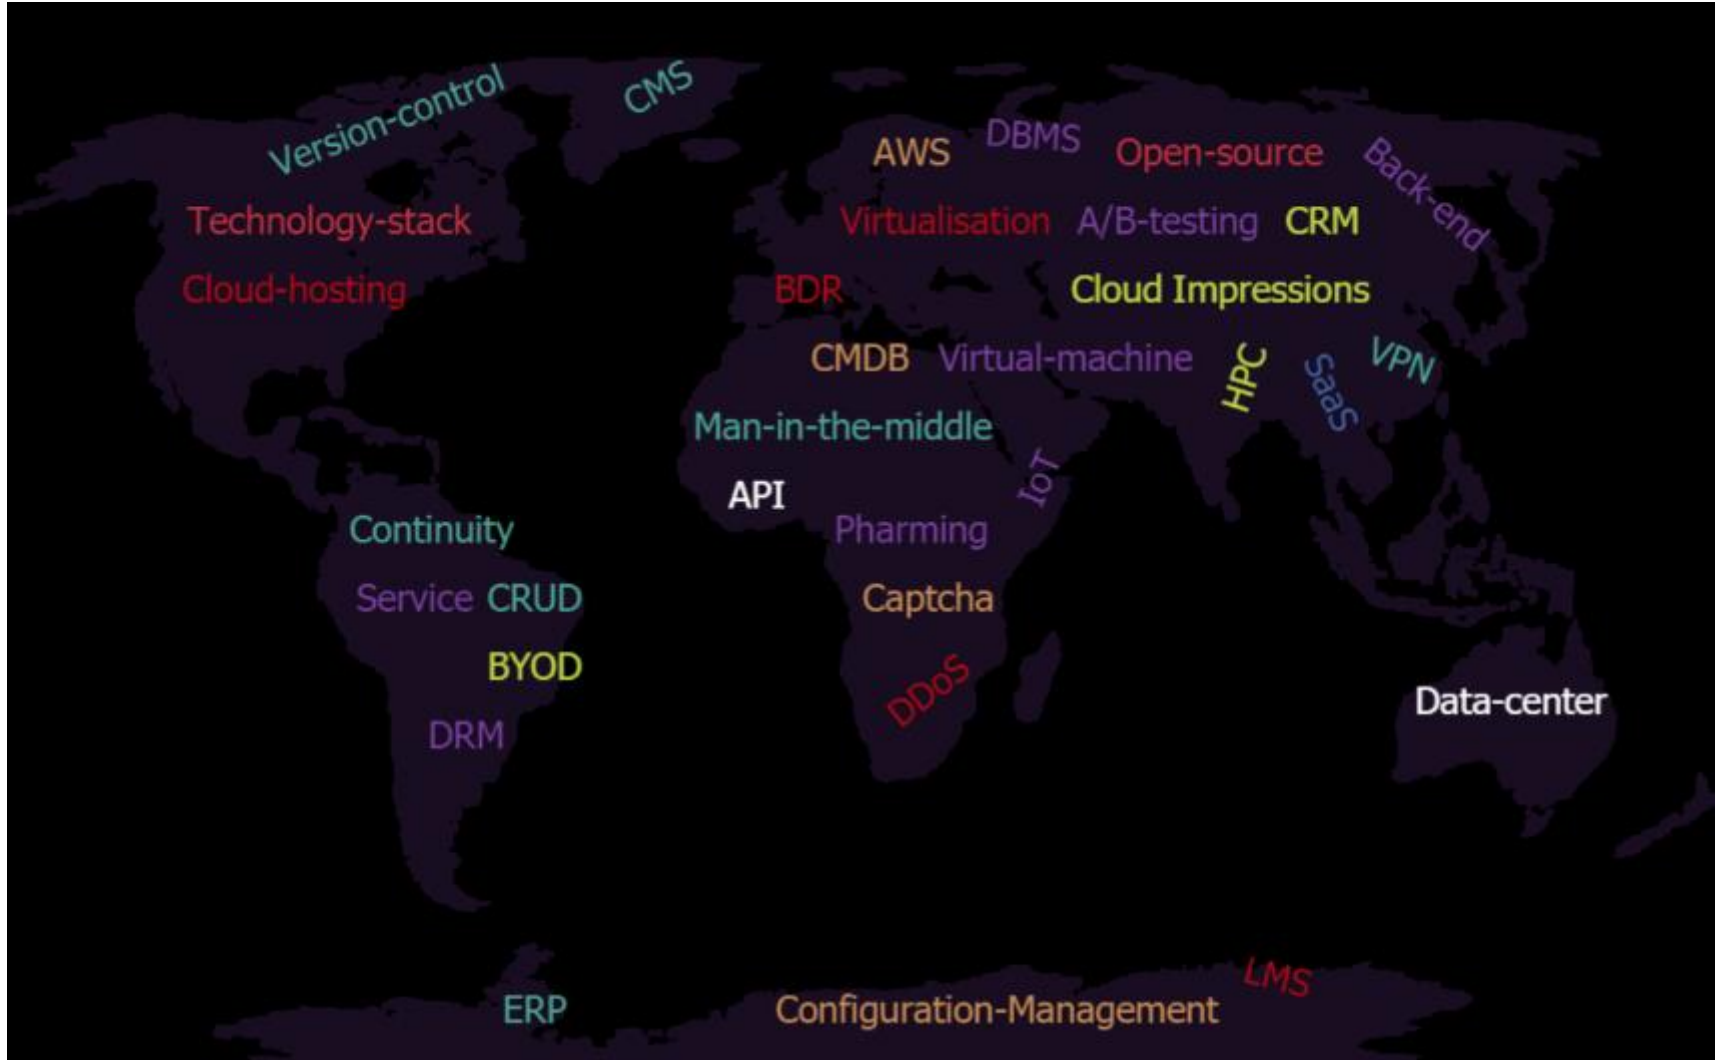 Version-control
CMS
AWS
DBMS
Open-source
Back-end
Technology-stack
Virtualisation
A/B-testing
CRM
Cloud-hosting
BDR
Cloud Impressions
CMDB
Virtual-machine
HPC
SaaS
VPN
Man-in-the-middle
IoT
API
Continuity
Pharming
Service
CRUD
Captcha
BYOD
DDoS
Data-center
DRM
LMS
ERP
Configuration-Management